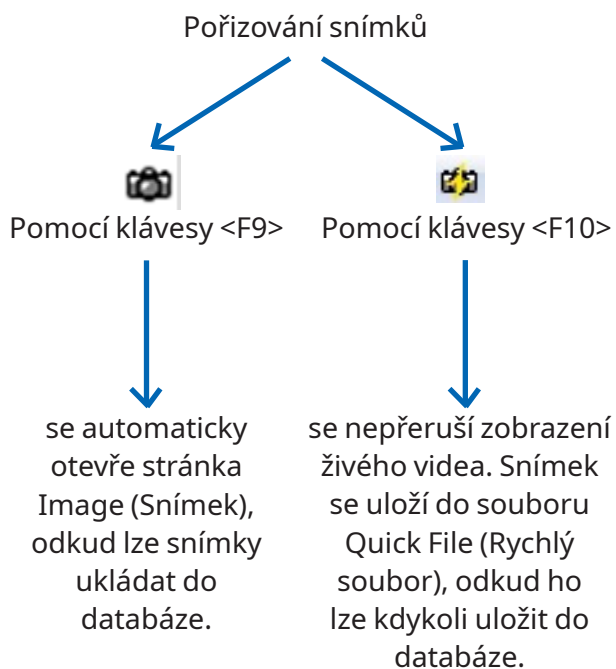 Pořizování snímků
Pomocí klávesy <F9>
Pomocí klávesy <F10>
se automaticky
otevře stránka
Image (Snímek),
odkud lze snímky
ukládat do
databáze.
se nepřeruší zobrazení
živého videa. Snímek
se uloží do souboru
Quick File (Rychlý
soubor), odkud ho
lze kdykoli uložit do
databáze.